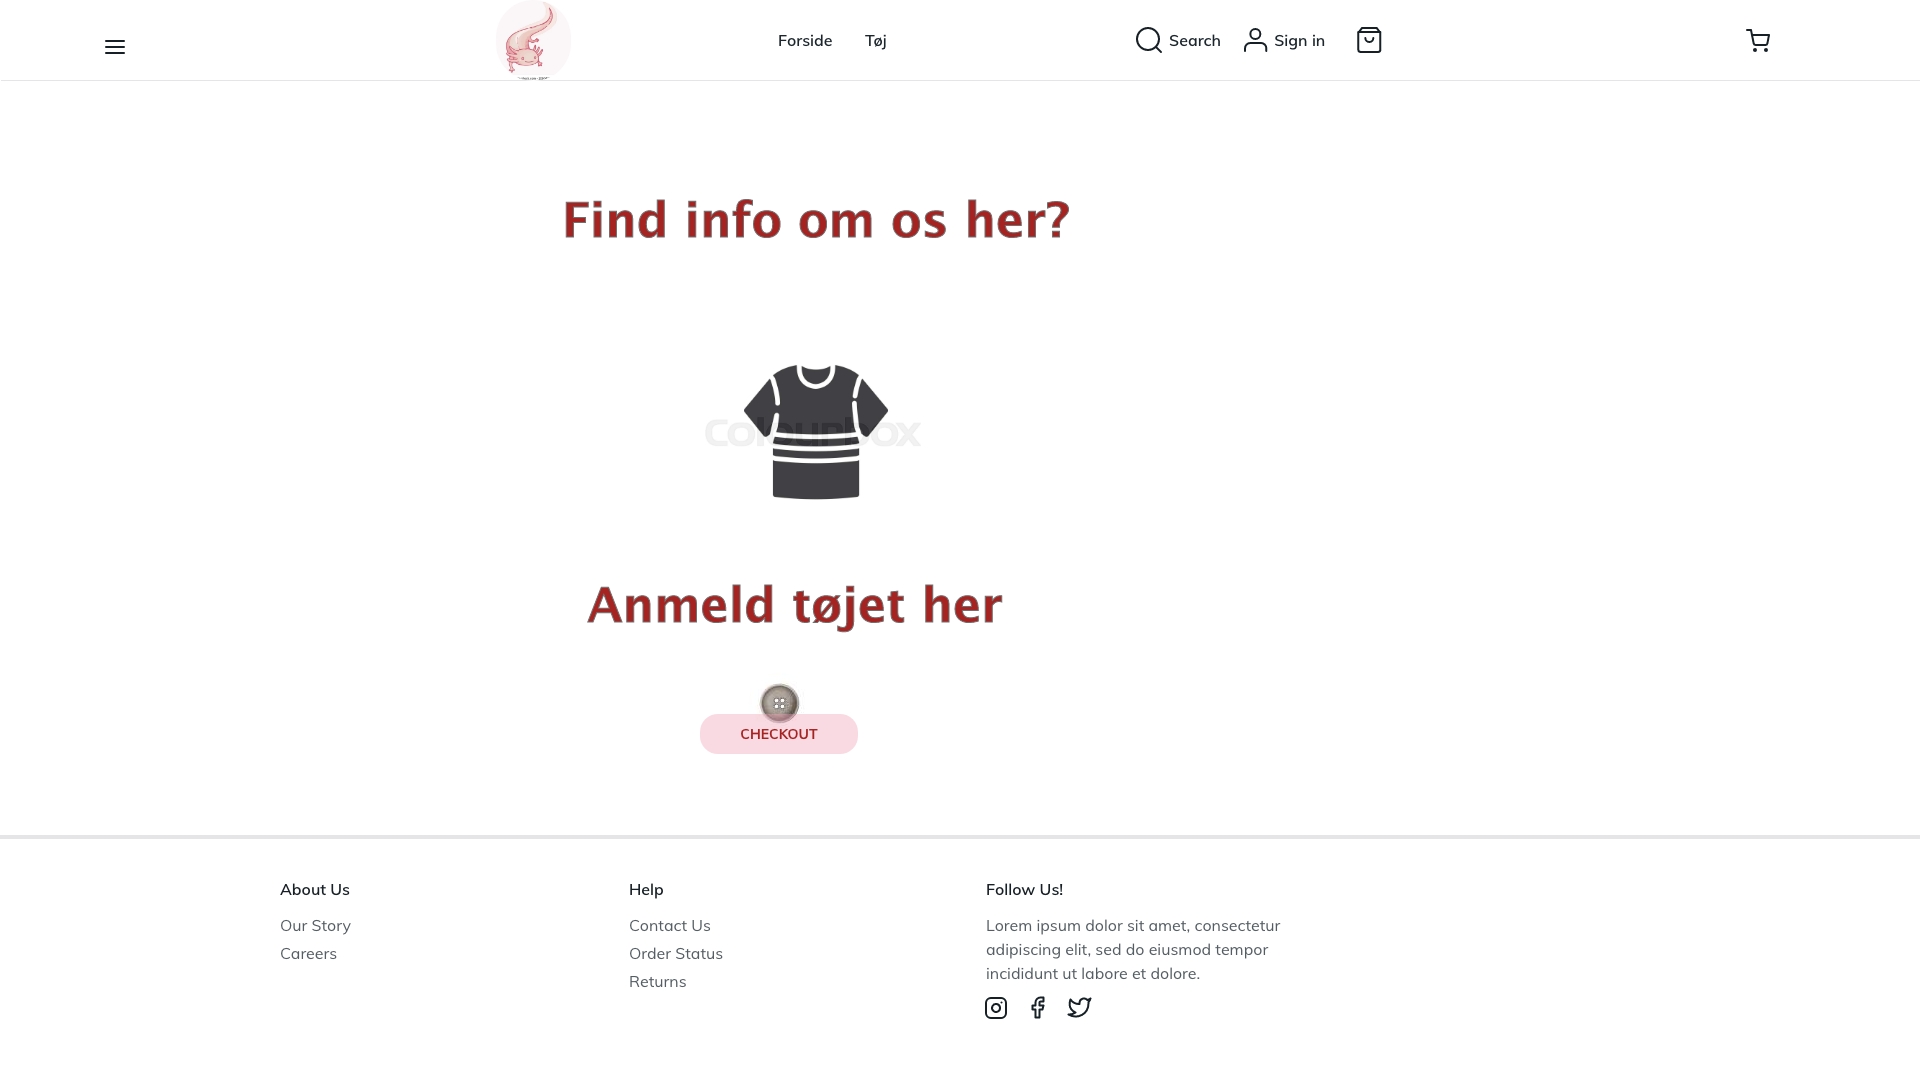 Forside
Tøj
Search
Sign in
Find info om os her?
Colourbox
Anmeld tøjet her
CHECKOUT
About Us
Our Story
Careers
Help
Contact Us
Order Status
Returns
Follow Us!
Lorem ipsum dolor sit amet, consectetur
adipiscing elit, sed do eiusmod tempor
incididunt ut labore et dolore.